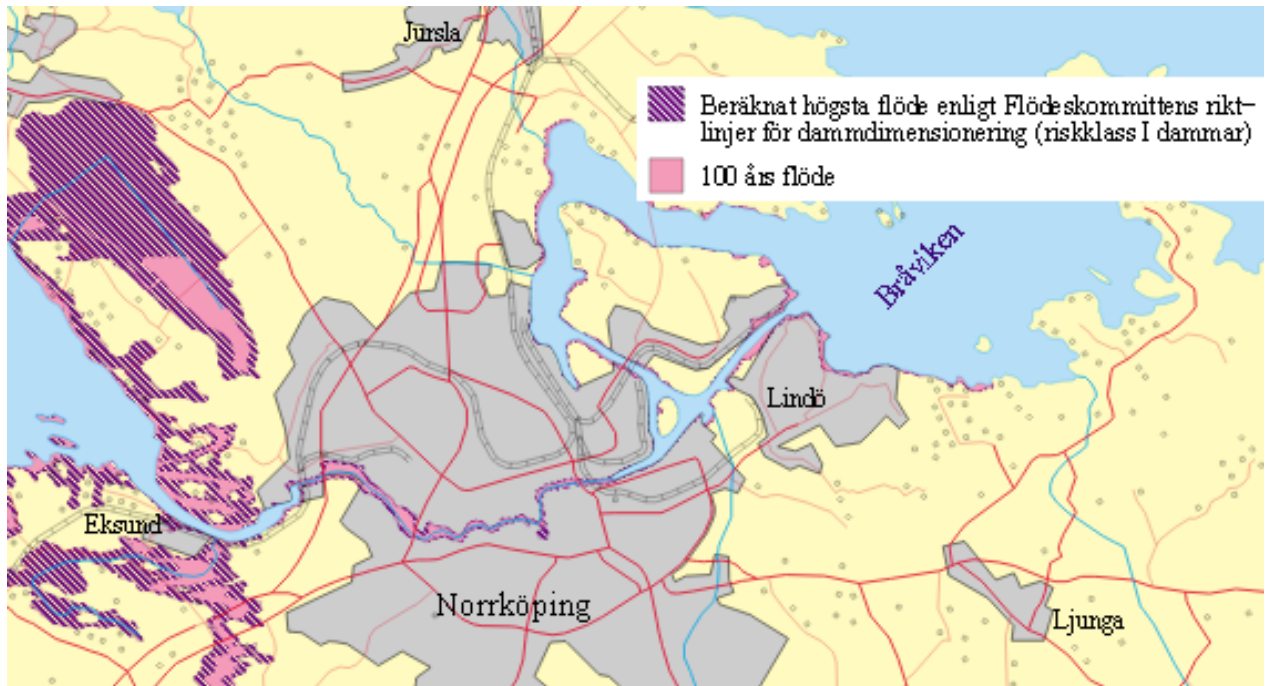 Jursla
Beräknat högsta flöde enligt Flödeskommittens rikt-
linjer för dammdimensionering (riskklass I dammar)
100 års flöde
Bråviken
Lindö
Eksund
Norrköping
Ljunga